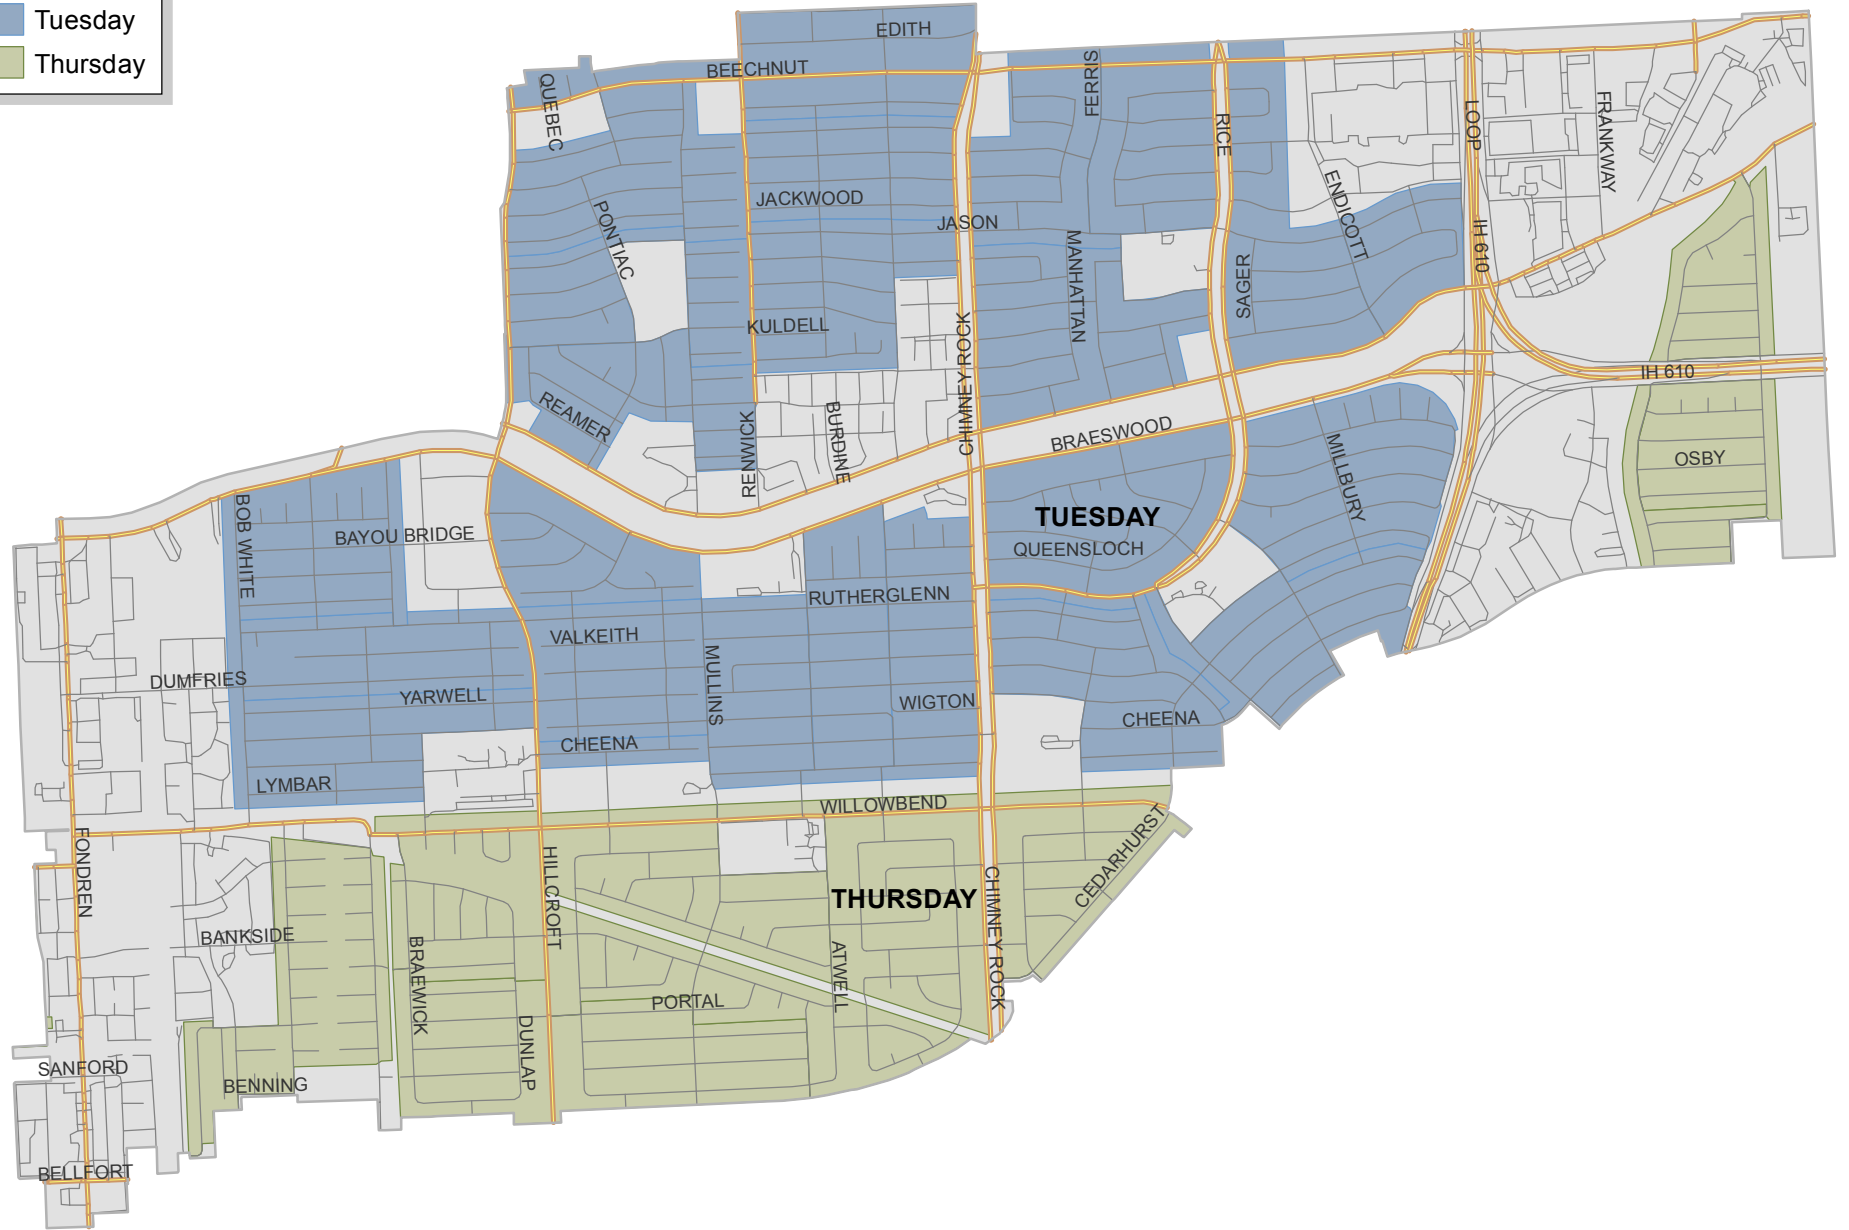 Tuesday
Thursday
EDITH
BEECHNUT
QUEBEC
FERRIS
RICE
LOOP
FRANKWAY
JACKWOOD
PONTIAC
JASON
ENDICOTT
MANHATTAN
IH 610
SAGER
KULDELL
CHIMNEY ROCK
IH 610
REAMER
RENWICK
BURDINE
BRAESWOOD
MILLBURY
OSBY
BOB WHITE
BAYOU BRIDGE
TUESDAY
QUEENSLOCH
RUTHERGLENN
VALKEITH
MULLINS
DUMFRIES
YARWELL
WIGTON
CHEENA
CHEENA
LYMBAR
WILLOWBEND
FONDREN
HILLCROFT
THURSDAY
CHIMNEY ROCK
CEDARHURST
BANKSIDE
BRAEWICK
ATWELL
PORTAL
DUNLAP
SANFORD
BENNING
BELLFORT